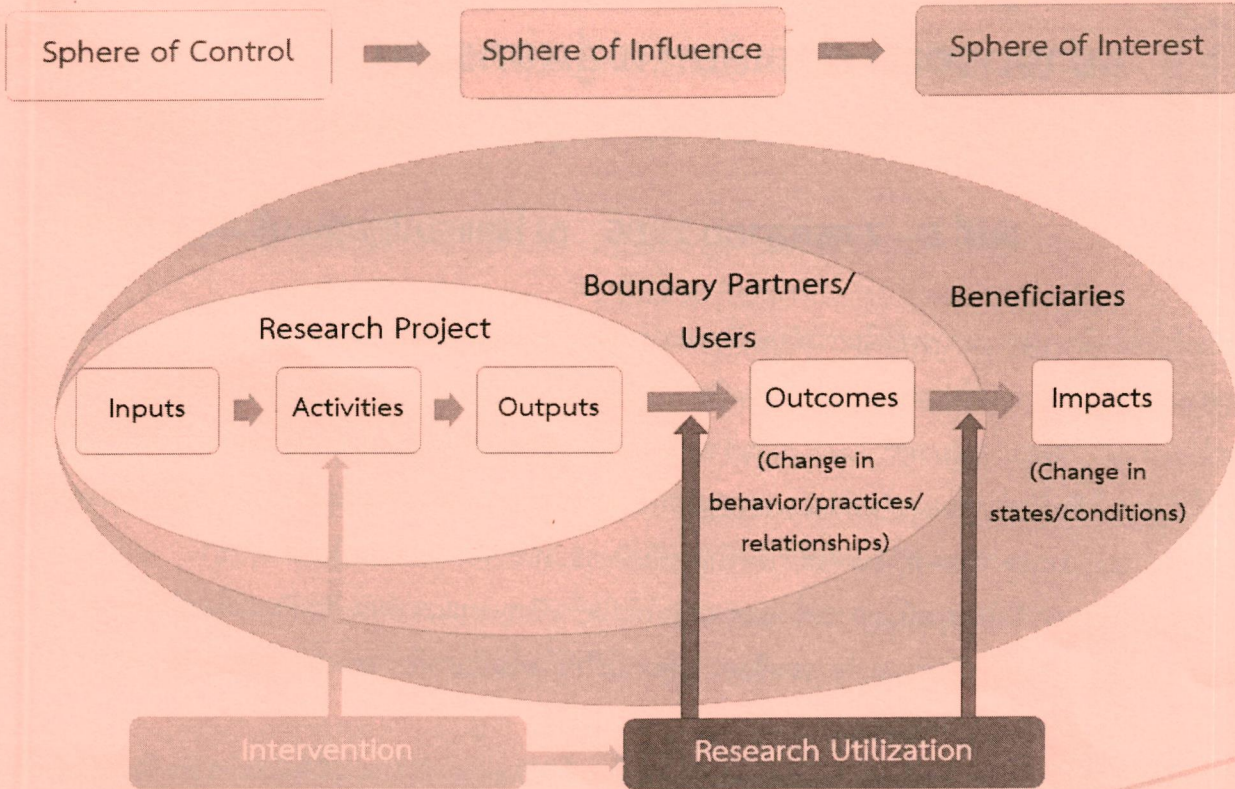 Sphere of Control
Sphere of Influence
Sphere of Interest
Research Project
Boundary Partners/
Users
Beneficiaries
Inputs
Activities
Outputs
Outcomes
Impacts
(Change in
behavior/practices/
relationships)
(Change in
states/conditions)
Intervention
Research Utilization